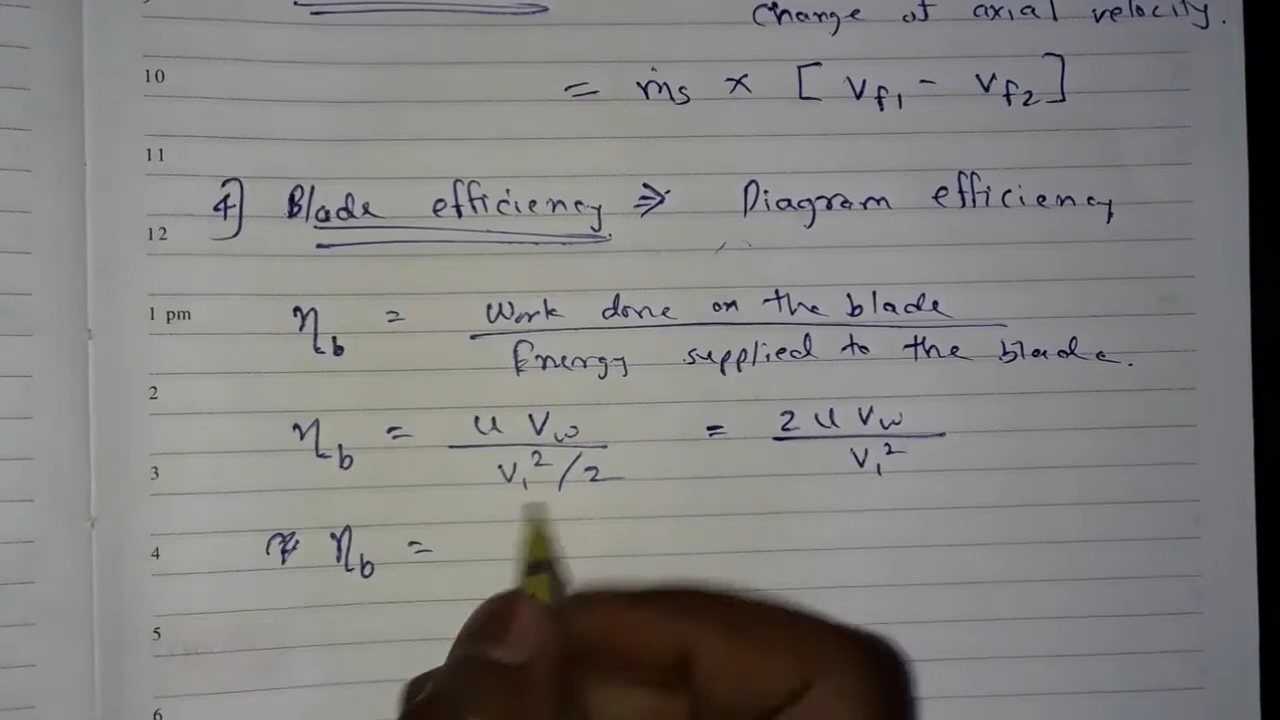 Change of axial velocity.
10
= ṁs × [ Vf1 - Vf2 ]
11
4] Blade efficiency ⇒ Diagram efficiency
12
1 pm
ηb = Work done on the blade
Energy supplied to the blade.
2
ηb = u Vw / V1²/2 = 2 u Vw / V1²
3
4
ηb =
5
6